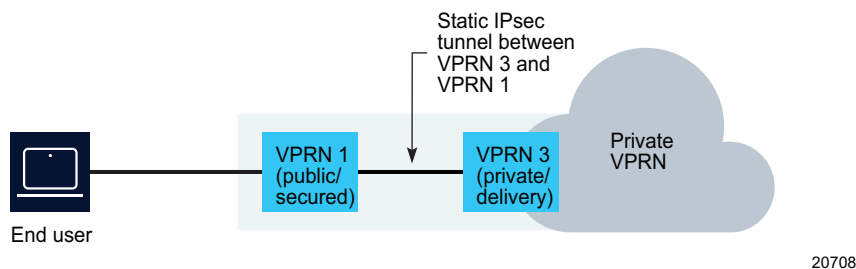 Static IPsec
tunnel between
VPRN 3 and
VPRN 1
VPRN 1
(public/
secured)
VPRN 3
(private/
delivery)
Private
VPRN
End user
20708